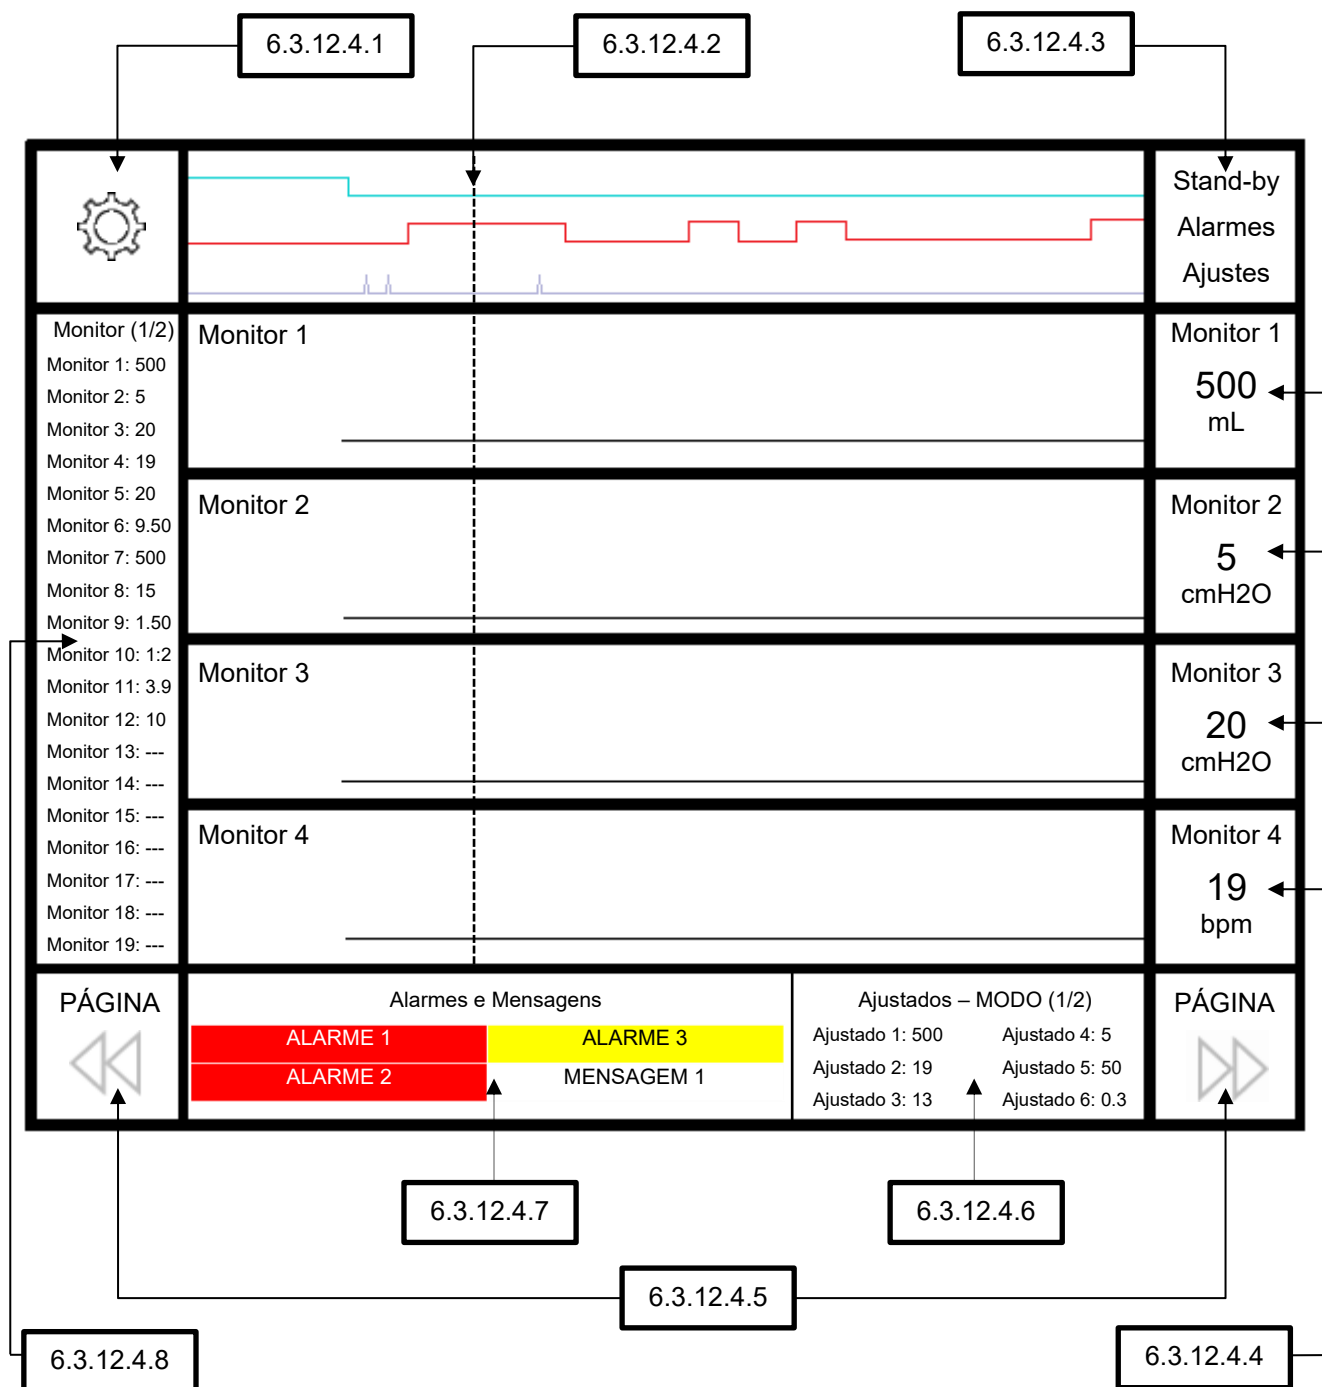 6.3.12.4.1
6.3.12.4.2
6.3.12.4.3
Stand-by
Alarmes
Ajustes
Monitor (1/2)
Monitor 1: 500
Monitor 2: 5
Monitor 3: 20
Monitor 4: 19
Monitor 5: 20
Monitor 6: 9.50
Monitor 7: 500
Monitor 8: 15
Monitor 9: 1.50
Monitor 10: 1:2
Monitor 11: 3.9
Monitor 12: 10
Monitor 13: ---
Monitor 14: ---
Monitor 15: ---
Monitor 16: ---
Monitor 17: ---
Monitor 18: ---
Monitor 19: ---
Monitor 1
Monitor 2
Monitor 3
Monitor 4
Monitor 1
500
mL
Monitor 2
5
cmH2O
Monitor 3
20
cmH2O
Monitor 4
19
bpm
PÁGINA
Alarmes e Mensagens
ALARME 1
ALARME 3
ALARME 2
MENSAGEM 1
Ajustados – MODO (1/2)
Ajustado 1: 500
Ajustado 4: 5
Ajustado 2: 19
Ajustado 5: 50
Ajustado 3: 13
Ajustado 6: 0.3
PÁGINA
6.3.12.4.7
6.3.12.4.6
6.3.12.4.5
6.3.12.4.8
6.3.12.4.4